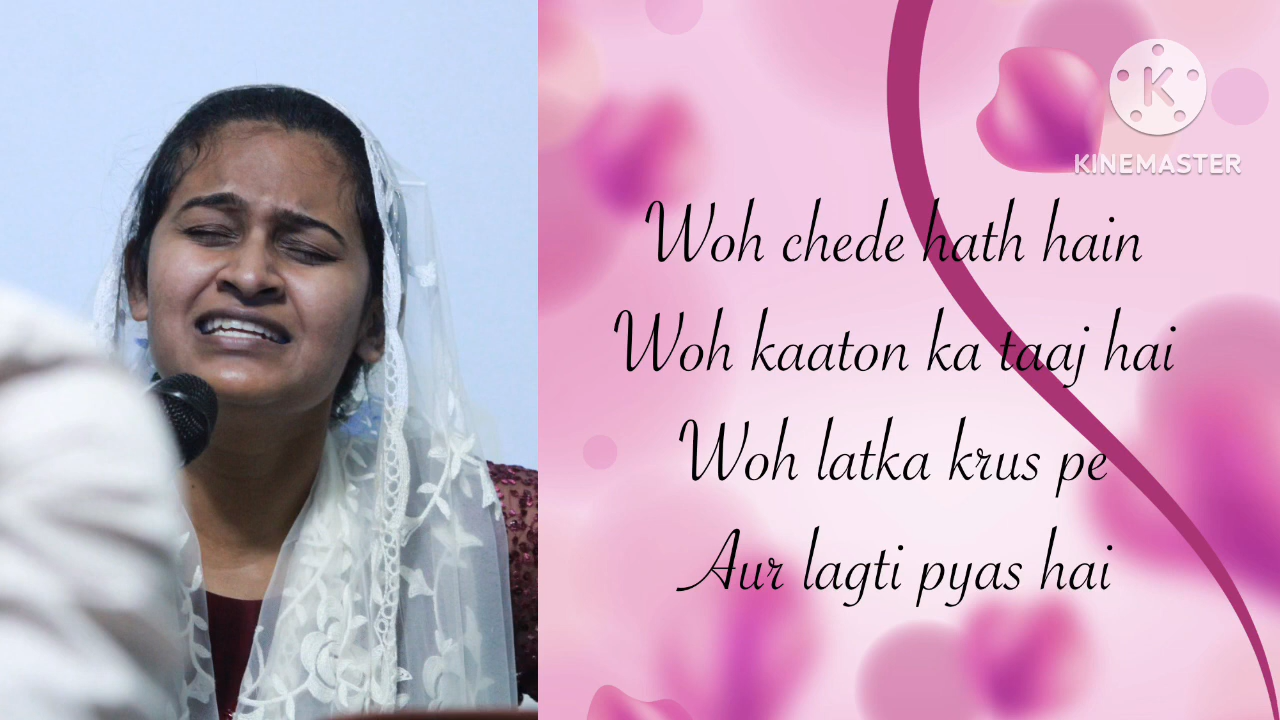 KINEMASTER
Woh chede hath hain
Woh kaaton ka taaj hai
Woh latka krus pe
Aur lagti pyas hai